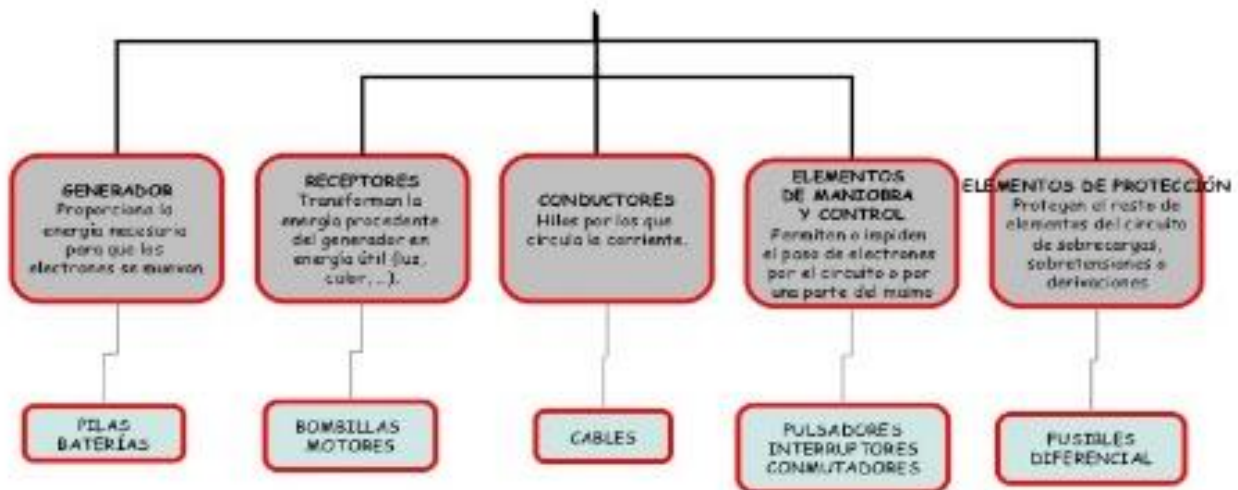 GENERADOR
Proporciona la
energía necesaria
para que los
electrones se muevan
RECEPTORES
Transforman la
energía procedente
del generador en
energía útil (luz,
calor,...).
CONDUCTORES
Hilos por los que
circula la corriente.
ELEMENTOS
DE MANIOBRA
Y CONTROL
Permiten o impiden
el paso de electrones
por el circuito o por
una parte del mismo
ELEMENTOS DE PROTECCIÓN
Protegen al resto de
elementos del circuito
de sobrecargas,
sobretensiones o
derivaciones
PILAS
BATERÍAS
BOMBILLAS
MOTORES
CABLES
PULSADORES
INTERRUPTORES
CONMUTADORES
FUSIBLES
DIFERENCIAL